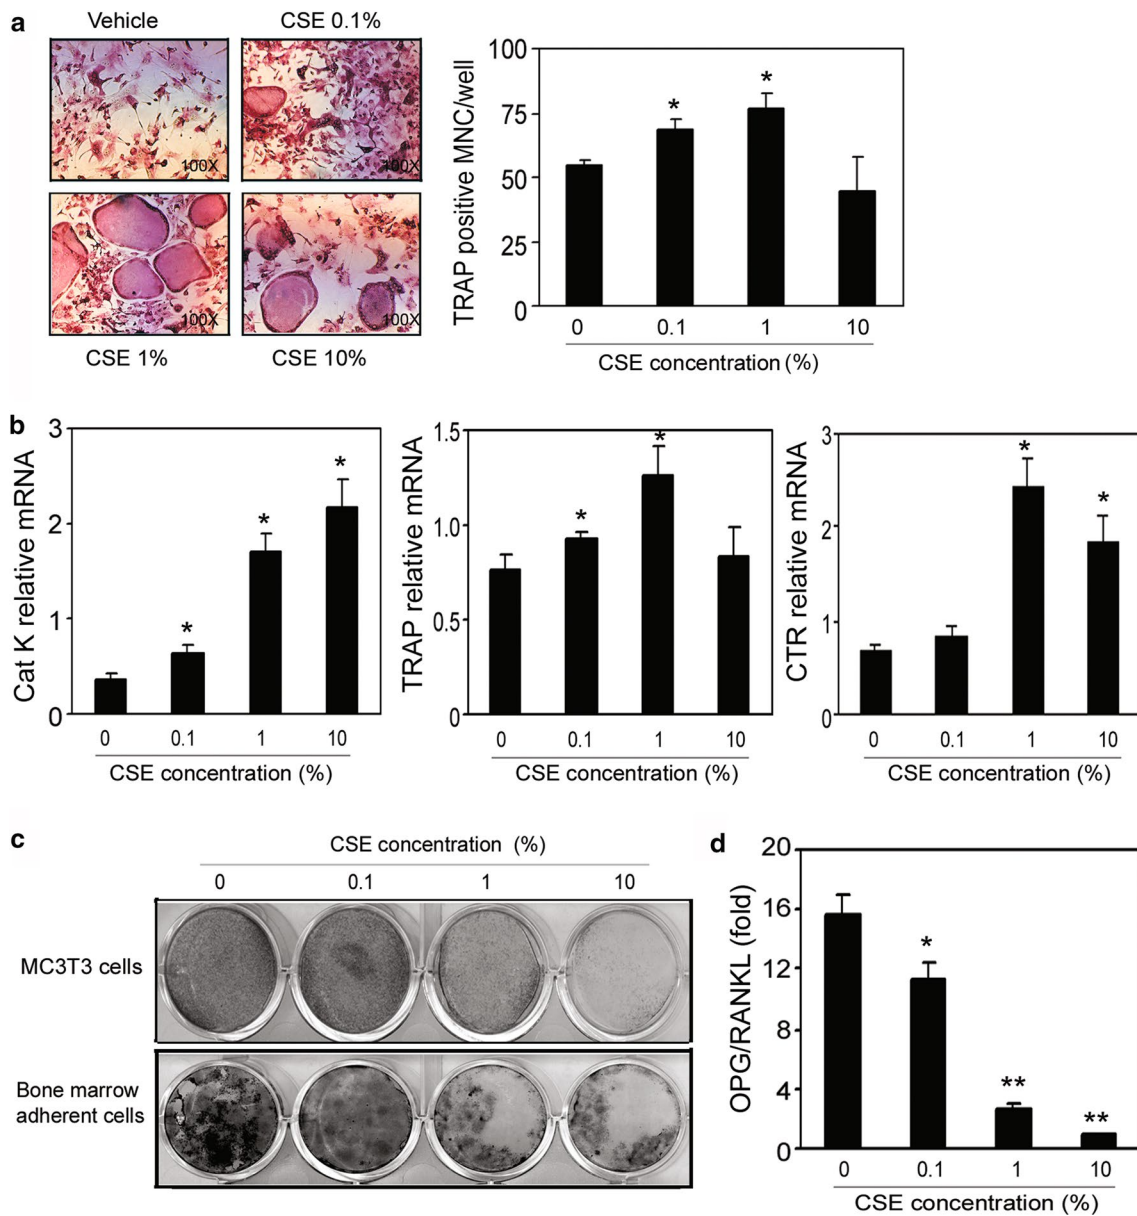 a
Vehicle
CSE 0.1%
100X
100X
100X
100X
CSE 1%
CSE 10%
TRAP positive MNC/well
100
75
50
25
0
*
*
0 0.1 1 10
CSE concentration (%)
b
Cat K relative mRNA
3
2
1
0
*
*
*
0 0.1 1 10
CSE concentration (%)
TRAP relative mRNA
1.5
1.0
0.5
0
*
*
0 0.1 1 10
CSE concentration (%)
CTR relative mRNA
3
2
1
0
*
*
0 0.1 1 10
CSE concentration (%)
c
CSE concentration (%)
0 0.1 1 10
MC3T3 cells
Bone marrow
adherent cells
d
OPG/RANKL (fold)
20
16
12
8
4
0
*
**
**
0 0.1 1 10
CSE concentration (%)